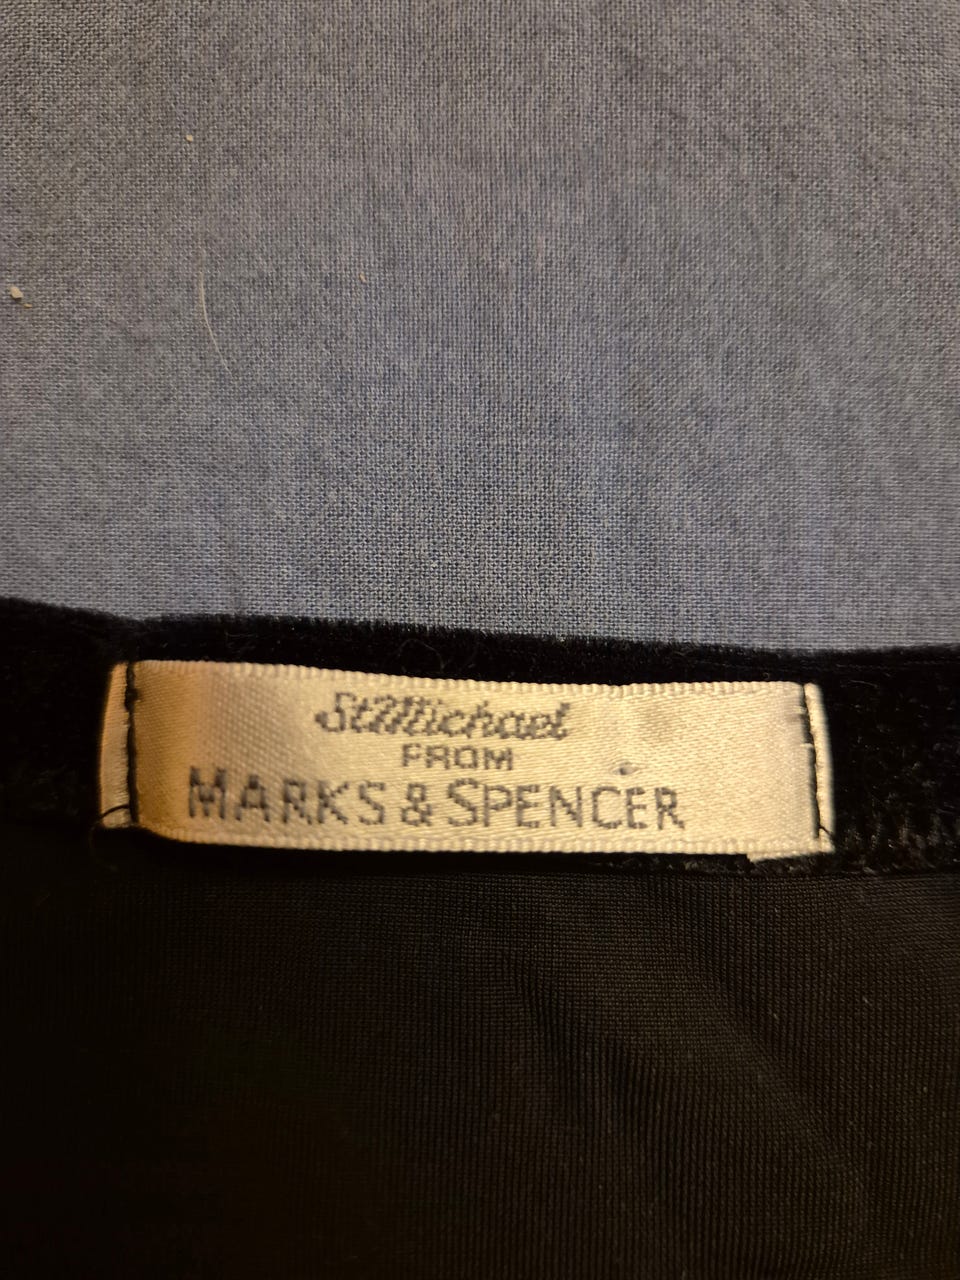 StMichael
FROM
MARKS & SPENCER